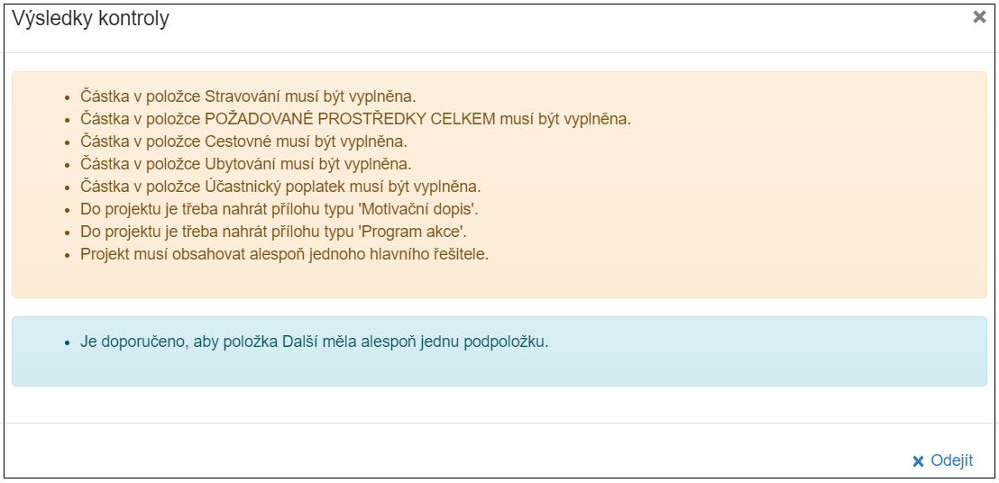 Výsledky kontroly
Částka v položce Stravování musí být vyplněna.
Částka v položce POŽADOVANÉ PROSTŘEDKY CELKEM musí být vyplněna.
Částka v položce Cestovné musí být vyplněna.
Částka v položce Ubytování musí být vyplněna.
Částka v položce Účastnický poplatek musí být vyplněna.
Do projektu je třeba nahrát přílohu typu 'Motivační dopis'.
Do projektu je třeba nahrát přílohu typu 'Program akce'.
Projekt musí obsahovat alespoň jednoho hlavního řešitele.
Je doporučeno, aby položka Další měla alespoň jednu podpoložku.
Odejít